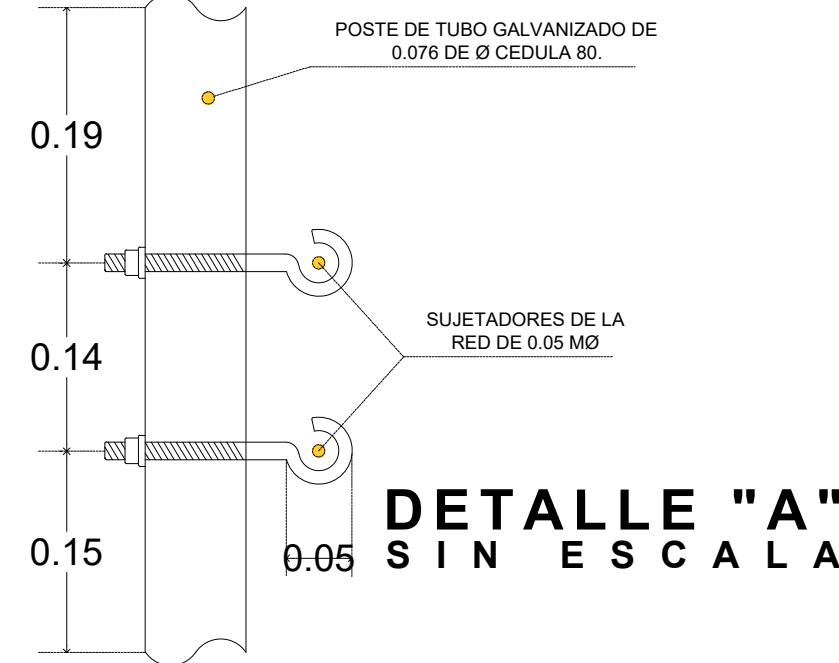 POSTE DE TUBO GALVANIZADO DE
0.076 DE Ø CEDULA 80.
0.19
SUJETADORES DE LA
RED DE 0.05 MØ
0.14
0.15
0.05
DETALLE "A"
SIN ESCALA